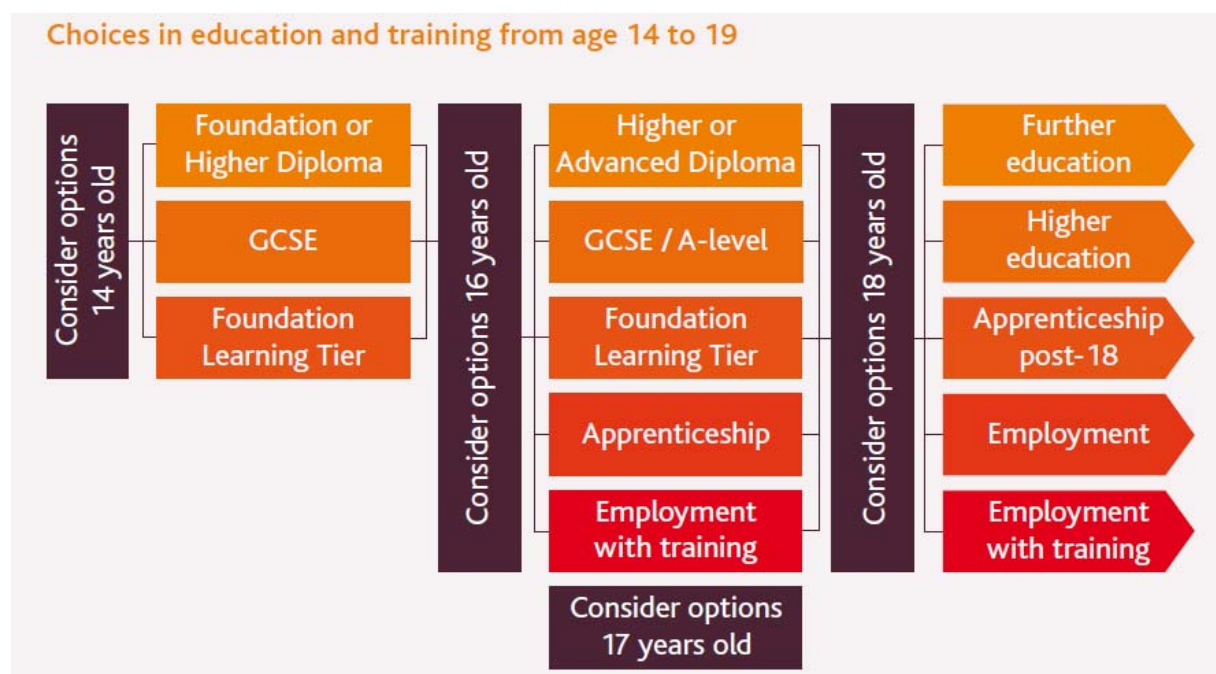 Choices in education and training from age 14 to 19
Consider options
14 years old
Foundation or
Higher Diploma
GCSE
Foundation
Learning Tier
Consider options 16 years old
Higher or
Advanced Diploma
GCSE / A-level
Foundation
Learning Tier
Apprenticeship
Employment
with training
Consider options
17 years old
Consider options 18 years old
Further
education
Higher
education
Apprenticeship
post-18
Employment
Employment
with training